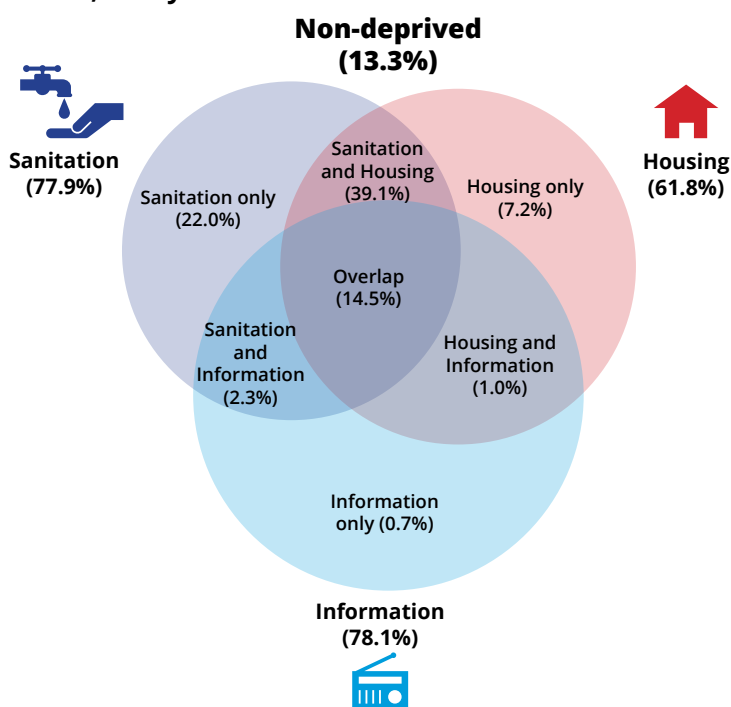 Non-deprived
(13.3%)
Sanitation
(77.9%)
Housing
(61.8%)
Sanitation
and Housing
(39.1%)
Sanitation only
(22.0%)
Housing only
(7.2%)
Overlap
(14.5%)
Sanitation
and
Information
(2.3%)
Housing and
Information
(1.0%)
Information
only (0.7%)
Information
(78.1%)